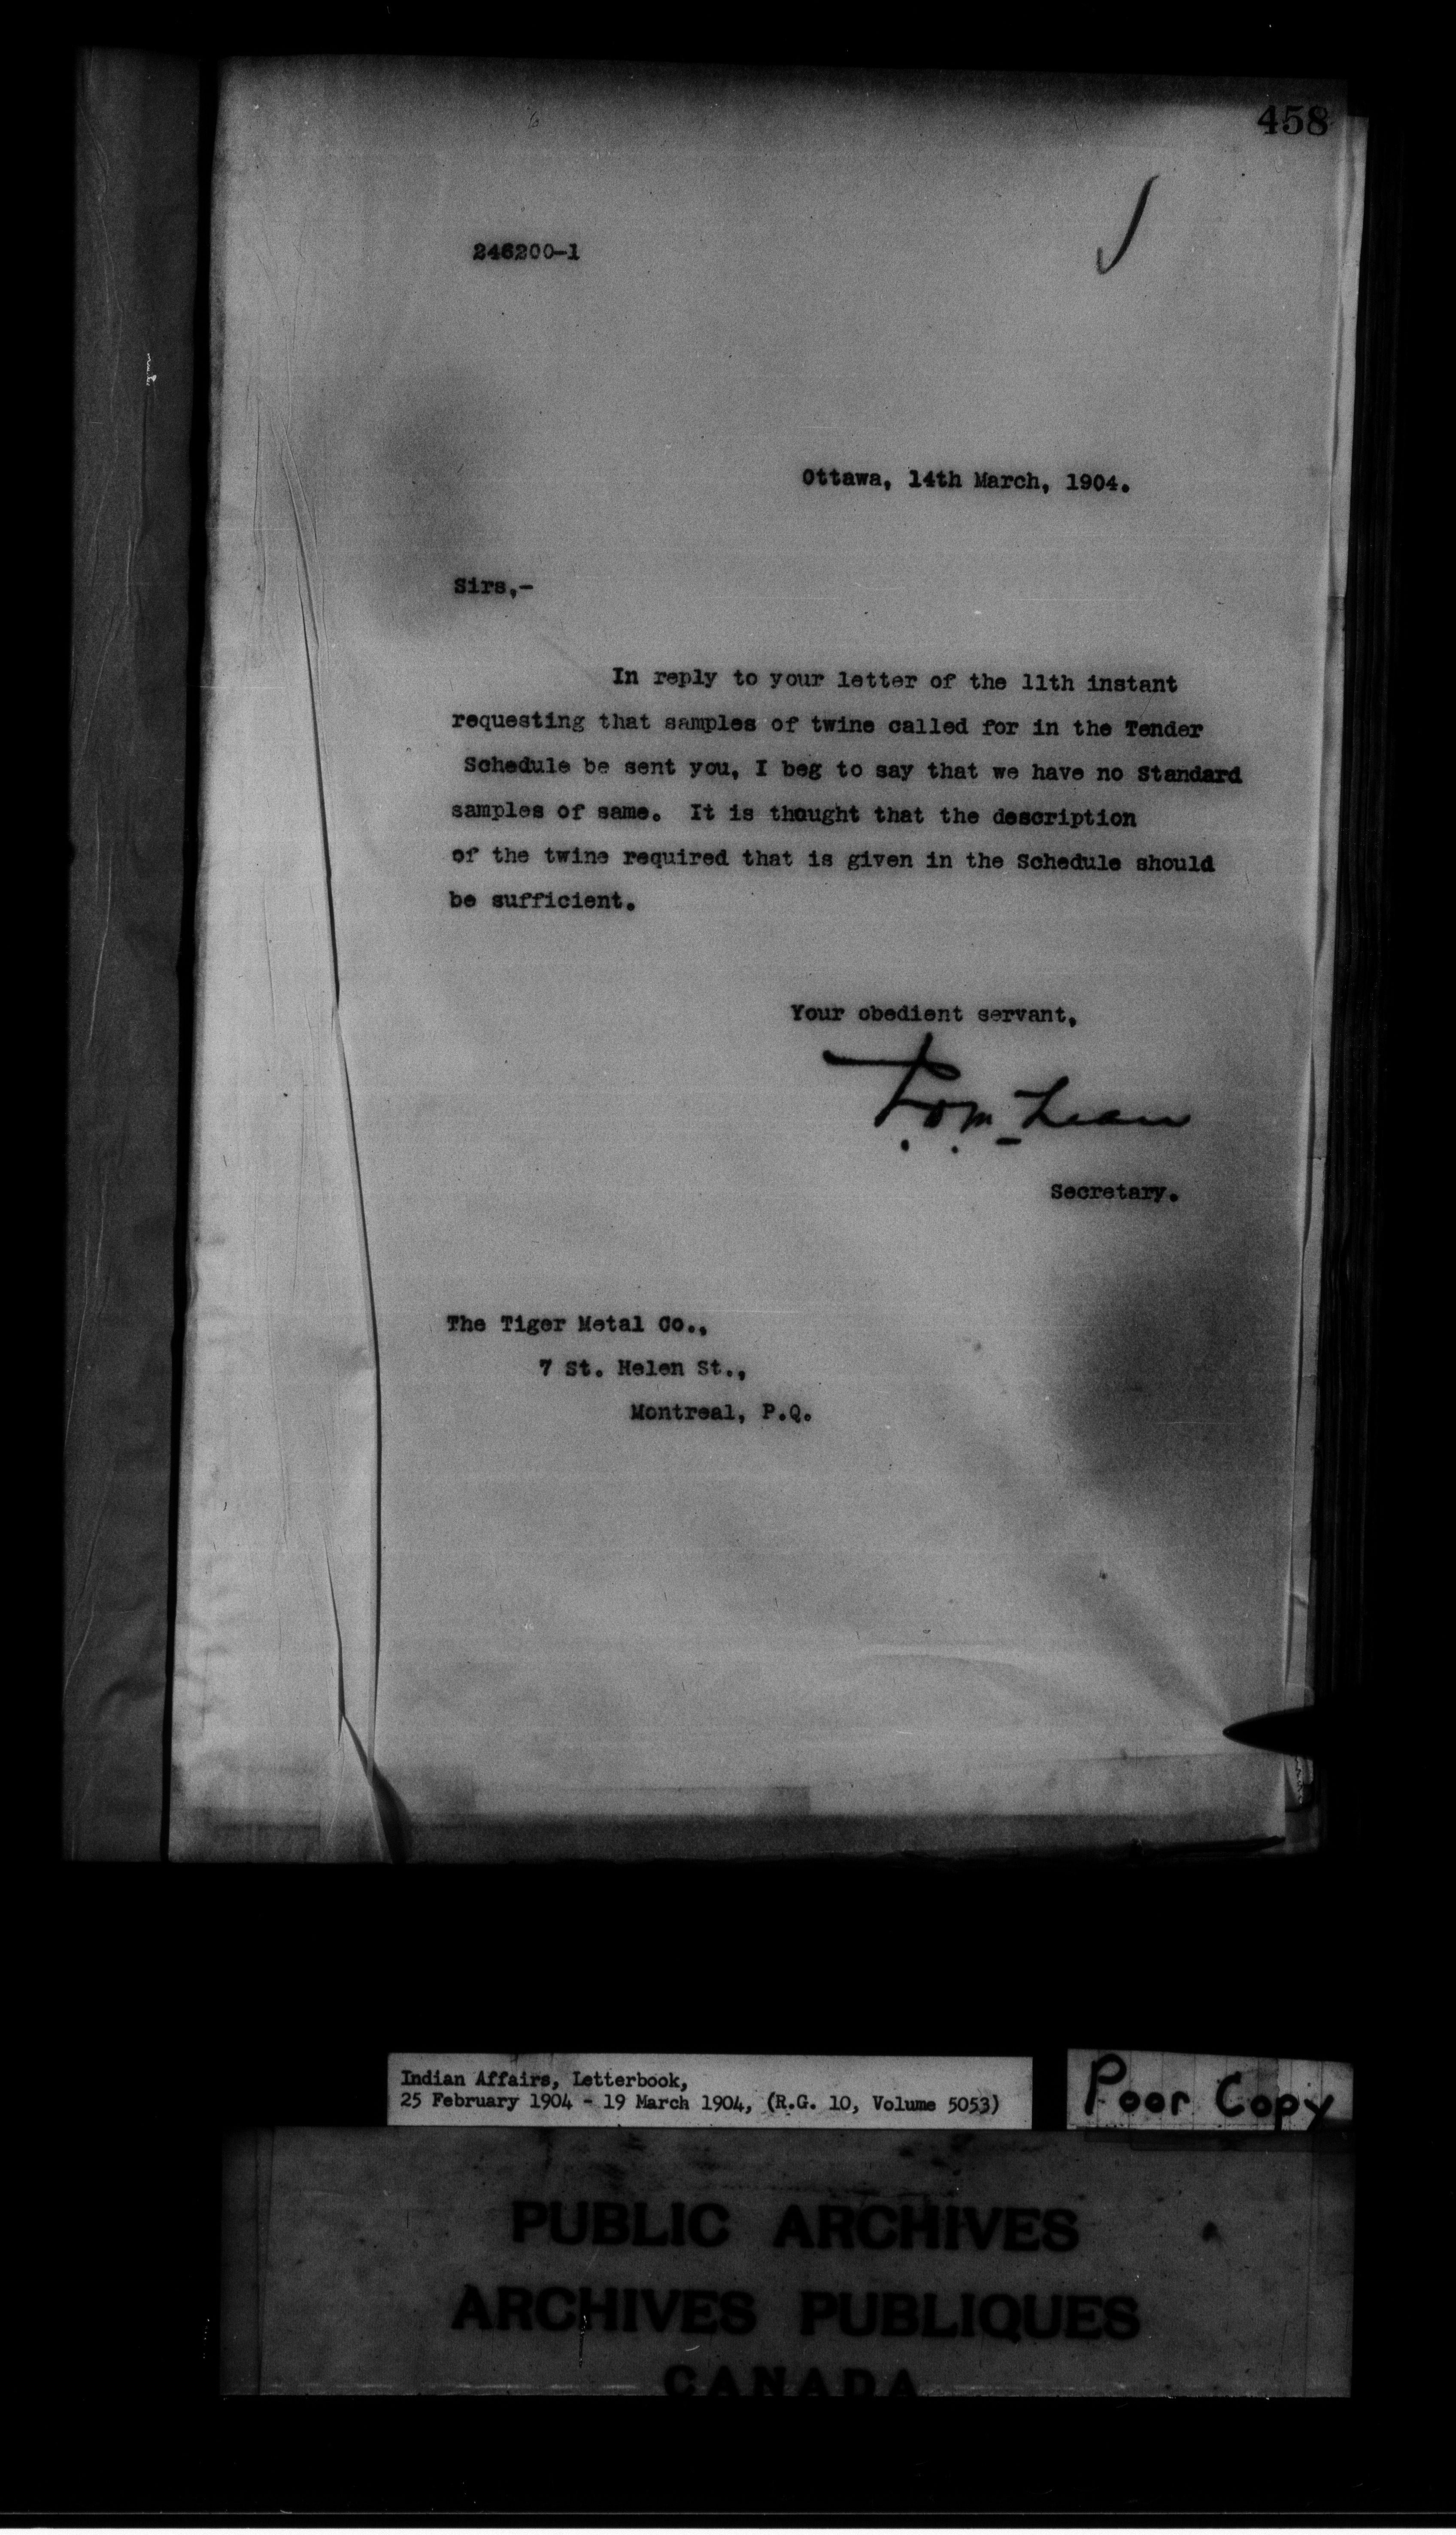 458
246200-1
Ottawa, 14th March, 1904.
Sirs,-
In reply to your letter of the 11th instant
requesting that samples of twine called for in the Tender
Schedule be sent you, I beg to say that we have no Standard
samples of same. It is thought that the description
of the twine required that is given in the Schedule should
be sufficient.
Your obedient servant,
Secretary.
The Tiger Metal Co.,
7 St. Helen St.,
Montreal, P.Q.
Indian Affairs, Letterbook,
25 February 1904 - 19 March 1904, (R.G. 10, Volume 5053)
Poor Copy
PUBLIC ARCHIVES
ARCHIVES PUBLIQUES
CANADA